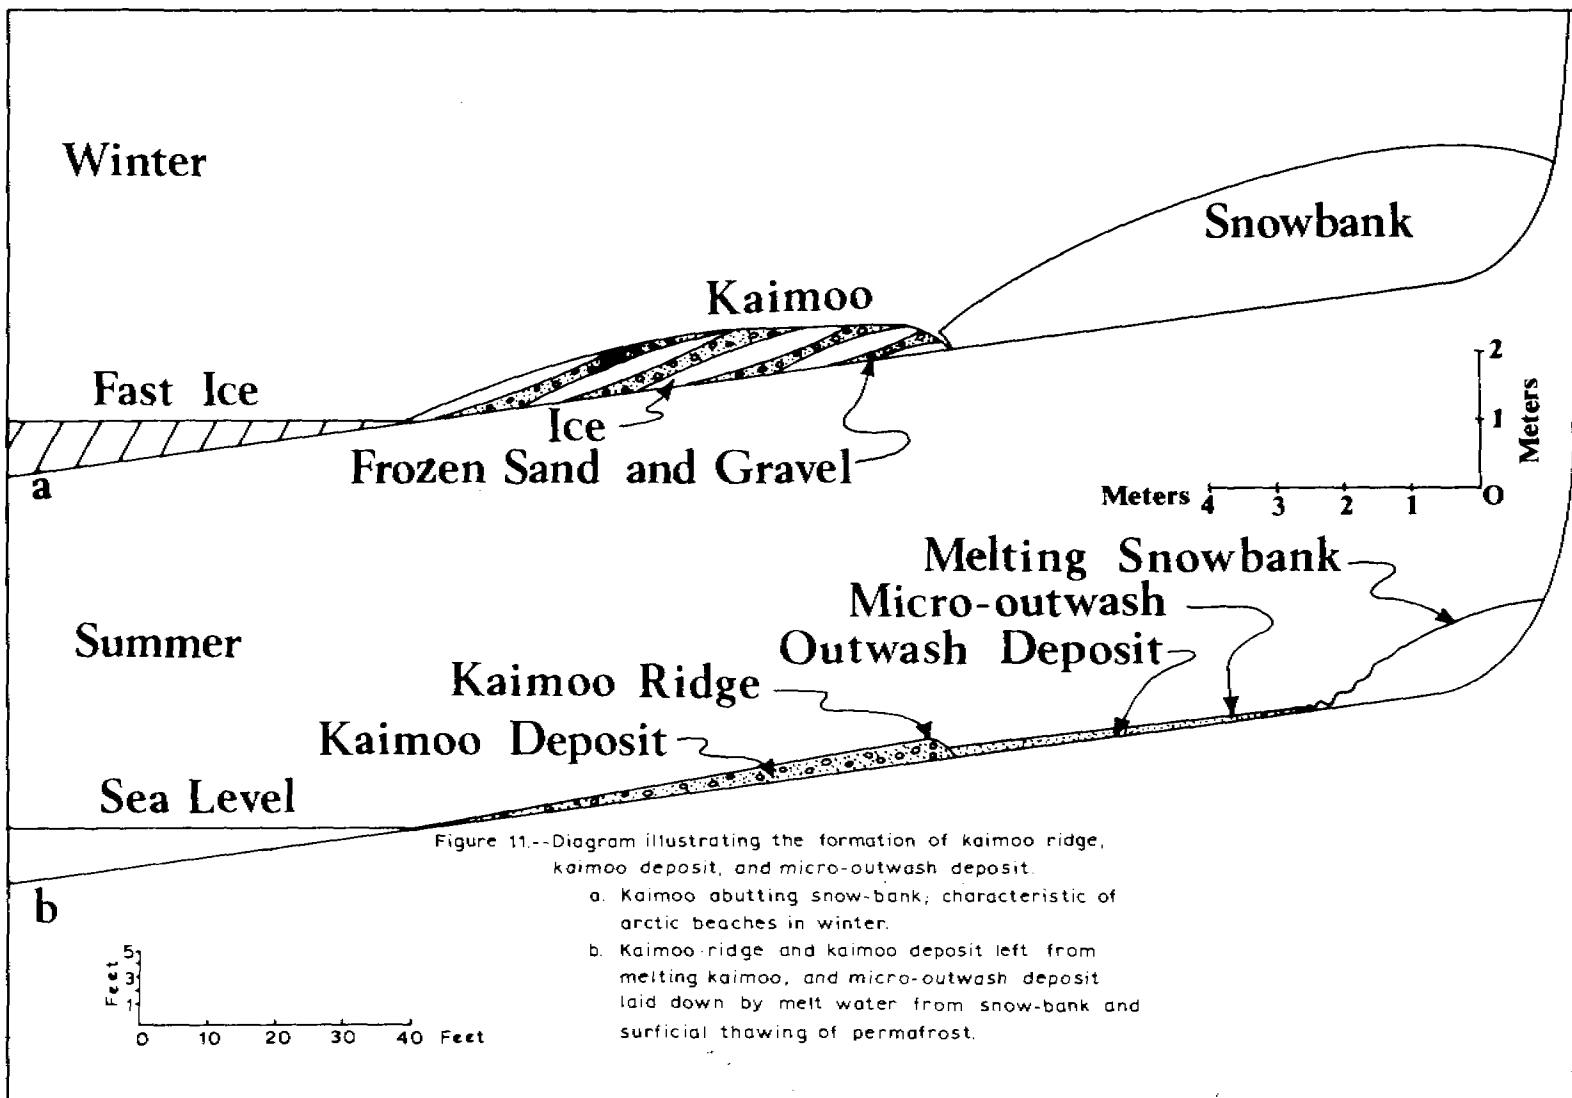 Winter
Snowbank
Kaimoo
Fast Ice
Ice
Frozen Sand and Gravel
a
2
1
Meters
Meters 4 3 2 1 O
Melting Snowbank
Micro-outwash
Summer
Outwash Deposit
Kaimoo Ridge
Kaimoo Deposit
Sea Level
Figure 11.--Diagram illustrating the formation of kaimoo ridge,
kaimoo deposit, and micro-outwash deposit.
a. Kaimoo abutting snow-bank; characteristic of
arctic beaches in winter.
b. Kaimoo ridge and kaimoo deposit left from
melting kaimoo, and micro-outwash deposit
laid down by melt water from snow-bank and
surficial thawing of permafrost.
b
5
3
1
Feet
0 10 20 30 40 Feet